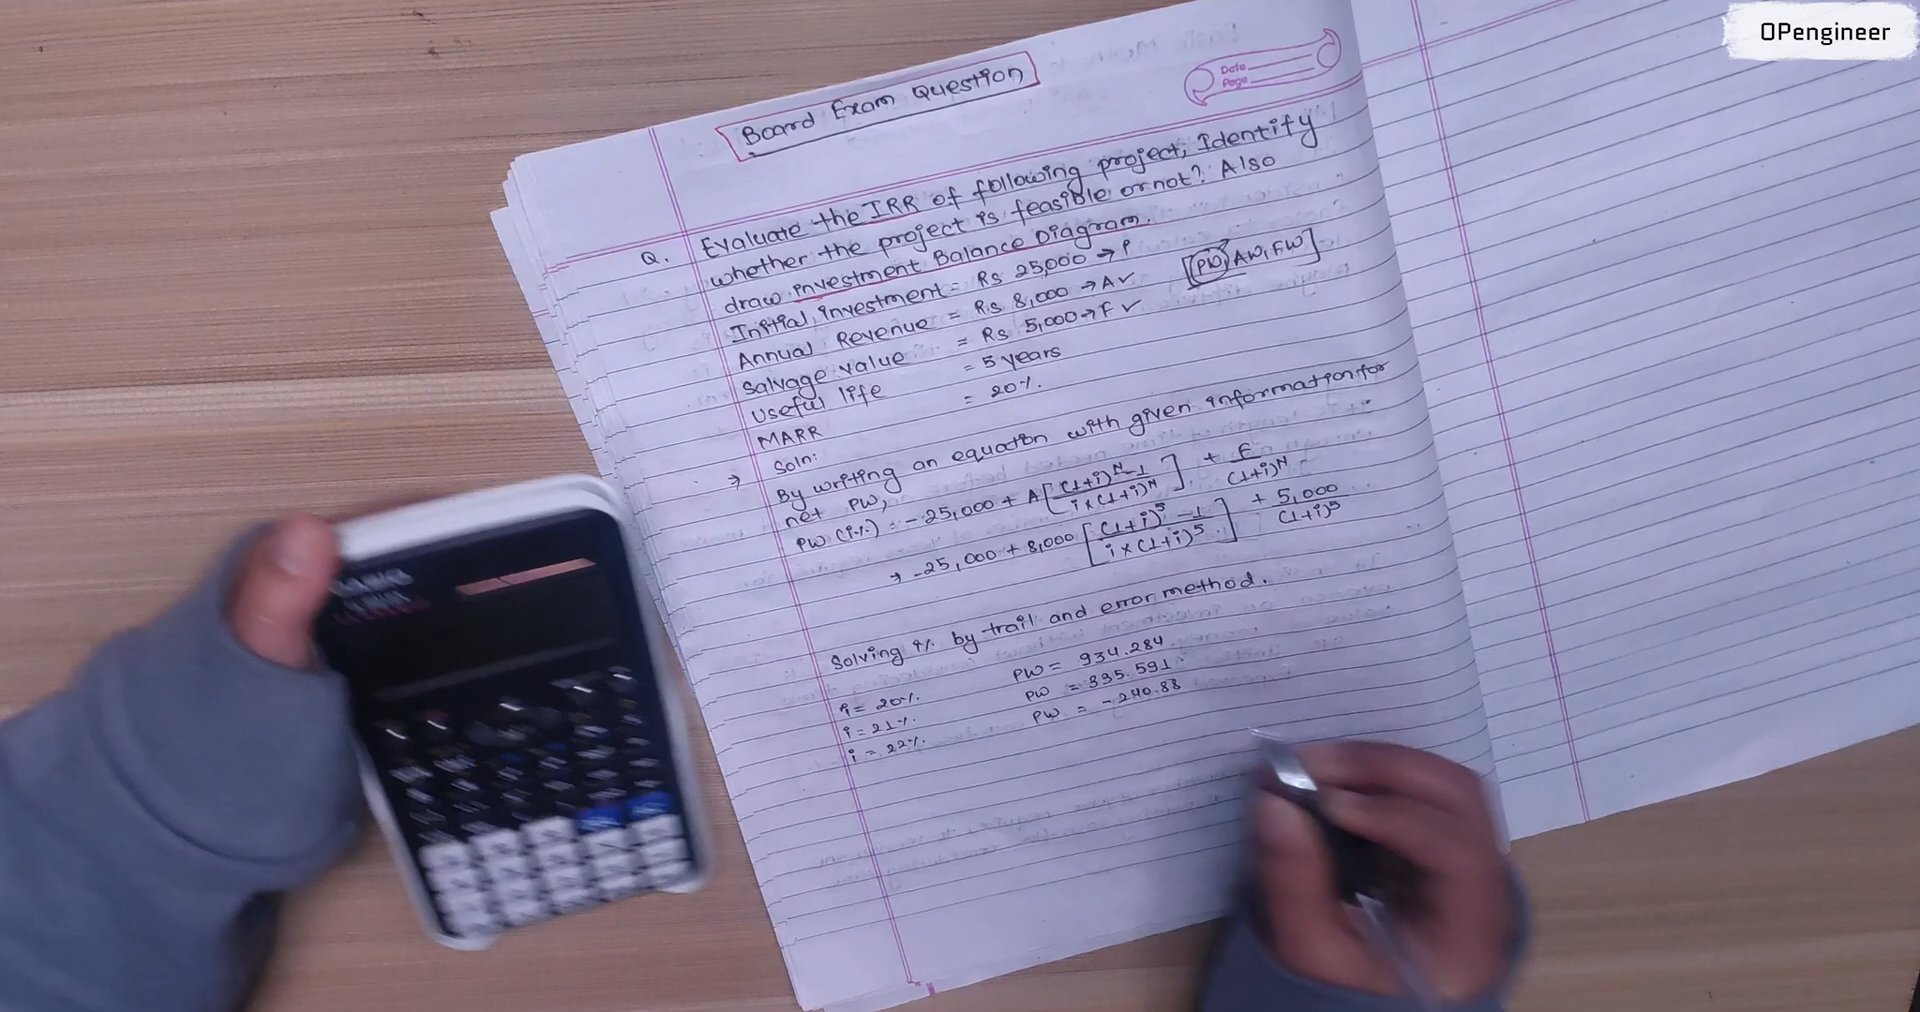 OPengineer
Board Exam Question
Date
Page
Q. Evaluate the IRR of following project, Identify
whether the project is feasible or not? Also
draw investment Balance Diagram.
Initial investment = Rs 25,000 → P [(PW) AW, FW]
Annual Revenue = Rs 8,000 → A ✓
Salvage value = Rs 5,000 → F ✓
Useful life = 5 years
MARR = 20%.
Soln:
→ By writing an equation with given information for
net PW,
PW (i%) = - 25,000 + A [(1+i)^N - 1 / i × (1+i)^N] + F / (1+i)^N
→ -25,000 + 8,000 [(1+i)^5 - 1 / i × (1+i)^5] + 5,000 / (1+i)^5
Solving i% by trail and error method.
i = 20%. PW = 934.284
i = 21%. PW = 335.591
i = 22%. PW = - 240.88